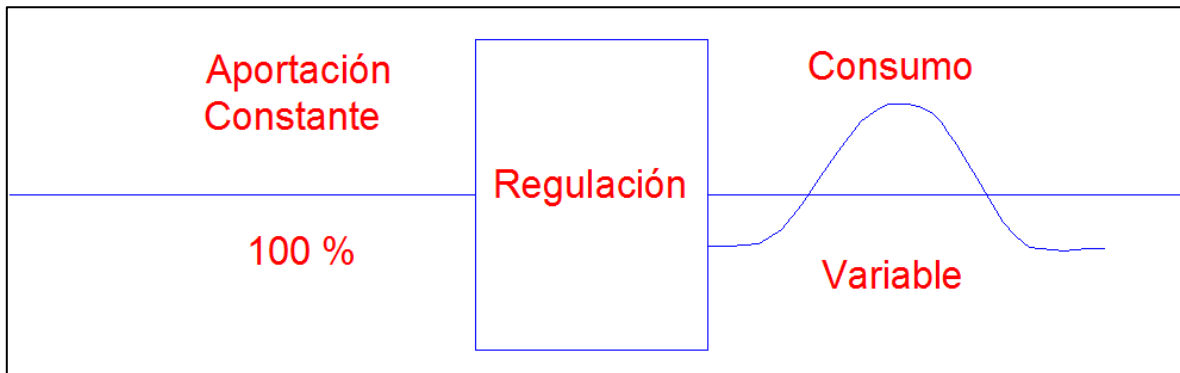 Aportación
Constante
100 %
Regulación
Consumo
Variable